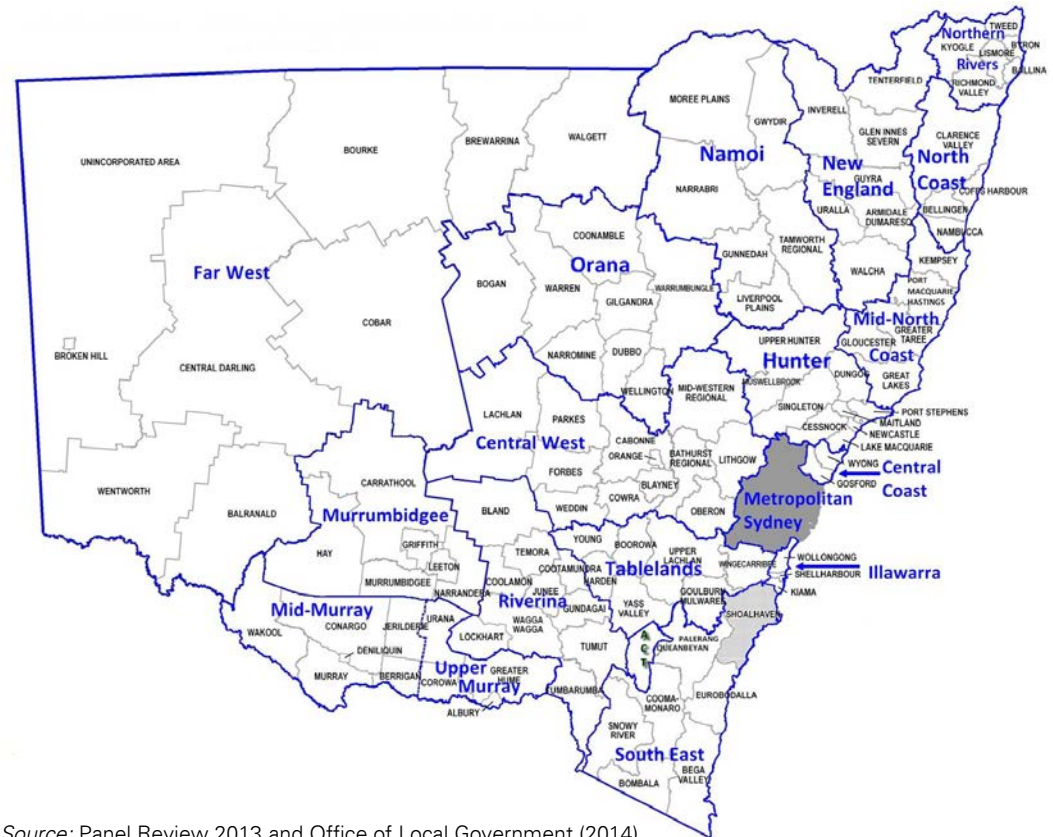 TWEED
Northern
KYOGLE
LISMORE
BYRON
Rivers
BALLINA
RICHMOND
VALLEY
TENTERFIELD
MOREE PLAINS
GWYDIR
INVERELL
GLEN INNES
SEVERN
CLARENCE
VALLEY
BREWARRINA
WALGETT
BOURKE
UNINCORPORATED AREA
Namoi
New
England
North
Coast
NARRABRI
GUYRA
COFFS HARBOUR
URALLA
ARMIDALE
DUMARESQ
BELLINGEN
NAMBUCCA
COONAMBLE
Orana
GUNNEDAH
TAMWORTH
REGIONAL
WALCHA
KEMPSEY
Far West
BOGAN
WARREN
GILGANDRA
WARRUMBUNGLE
LIVERPOOL
PLAINS
PORT
MACQUARIE
HASTINGS
COBAR
Mid-North
Coast
GREATER
TAREE
GLOUCESTER
GREAT
LAKES
BROKEN HILL
CENTRAL DARLING
NARROMINE
DUBBO
WELLINGTON
MID-WESTERN
REGIONAL
UPPER HUNTER
Hunter
MUSWELLBROOK
DUNGOG
SINGLETON
CESSNOCK
PORT STEPHENS
MAITLAND
NEWCASTLE
LAKE MACQUARIE
LACHLAN
PARKES
Central West
CABONNE
ORANGE
BATHURST
REGIONAL
LITHGOW
WYONG
GOSFORD
Central
Coast
FORBES
BLAYNEY
COWRA
OBERON
WEDDIN
Metropolitan
Sydney
WENTWORTH
BALRANALD
CARRATHOOL
Murrumbidgee
BLAND
HAY
GRIFFITH
LEETON
MURRUMBIDGEE
NARRANDERA
TEMORA
COOLAMON
COOTAMUNDRA
JUNEE
HARDEN
YOUNG
BOOROWA
UPPER
LACHLAN
Tablelands
WINGECARRIBEE
WOLLONGONG
SHELLHARBOUR
KIAMA
Illawarra
GOULBURN
MULWAREE
SHOALHAVEN
Riverina
GUNDAGAI
YASS
VALLEY
Mid-Murray
WAKOOL
CONARGO
JERILDERIE
URANA
LOCKHART
WAGGA
WAGGA
DENILIQUIN
TUMUT
A
C
T
PALERANG
QUEANBEYAN
MURRAY
BERRIGAN
COROWA
Upper
Murray
GREATER
HUME
ALBURY
TUMBARUMBA
COOMA-
MONARO
EUROBODALLA
SNOWY
RIVER
South East
BOMBALA
BEGA
VALLEY
Source: Panel Review 2013 and Office of Local Government (2014)